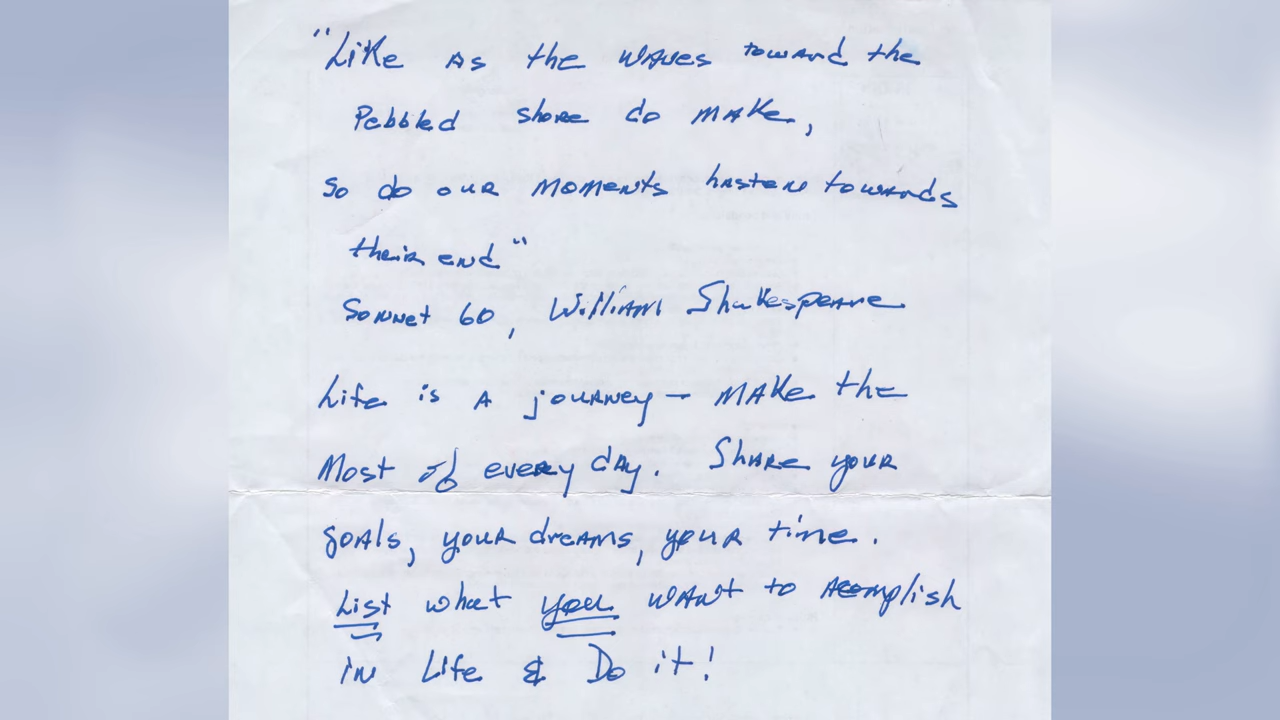 "Like as the waves toward the
Pebbled shore do make,
So do our moments hasten towards
their end"
Sonnet 60, William Shakespeare
Life is a journey - make the
most of every day. Share your
goals, your dreams, your time.
List what you want to Accomplish
in Life & Do it!